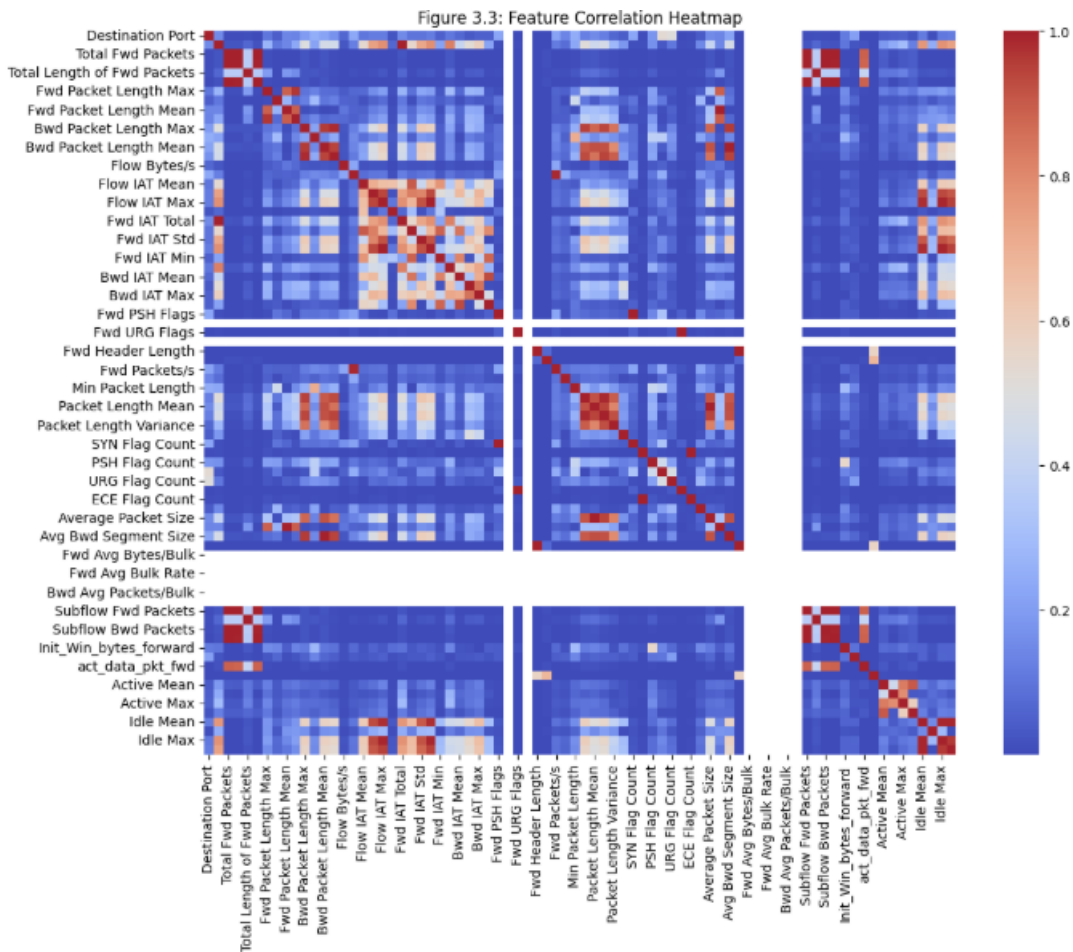 Figure 3.3: Feature Correlation Heatmap
Destination Port
Total Fwd Packets
Total Length of Fwd Packets
Fwd Packet Length Max
Fwd Packet Length Mean
Bwd Packet Length Max
Bwd Packet Length Mean
Flow Bytes/s
Flow IAT Mean
Flow IAT Max
Fwd IAT Total
Fwd IAT Std
Fwd IAT Min
Bwd IAT Mean
Bwd IAT Max
Fwd PSH Flags
Fwd URG Flags
Fwd Header Length
Fwd Packets/s
Min Packet Length
Packet Length Mean
Packet Length Variance
SYN Flag Count
PSH Flag Count
URG Flag Count
ECE Flag Count
Average Packet Size
Avg Bwd Segment Size
Fwd Avg Bytes/Bulk
Fwd Avg Bulk Rate
Bwd Avg Packets/Bulk
Subflow Fwd Packets
Subflow Bwd Packets
Init_Win_bytes_forward
act_data_pkt_fwd
Active Mean
Active Max
Idle Mean
Idle Max
Destination Port
Total Fwd Packets
Total Length of Fwd Packets
Fwd Packet Length Max
Fwd Packet Length Mean
Bwd Packet Length Max
Bwd Packet Length Mean
Flow Bytes/s
Flow IAT Mean
Flow IAT Max
Fwd IAT Total
Fwd IAT Std
Fwd IAT Min
Bwd IAT Mean
Bwd IAT Max
Fwd PSH Flags
Fwd URG Flags
Fwd Header Length
Fwd Packets/s
Min Packet Length
Packet Length Mean
Packet Length Variance
SYN Flag Count
PSH Flag Count
URG Flag Count
ECE Flag Count
Average Packet Size
Avg Bwd Segment Size
Fwd Avg Bytes/Bulk
Fwd Avg Bulk Rate
Bwd Avg Packets/Bulk
Subflow Fwd Packets
Subflow Bwd Packets
Init_Win_bytes_forward
act_data_pkt_fwd
Active Mean
Active Max
Idle Mean
Idle Max
1.0
0.8
0.6
0.4
0.2